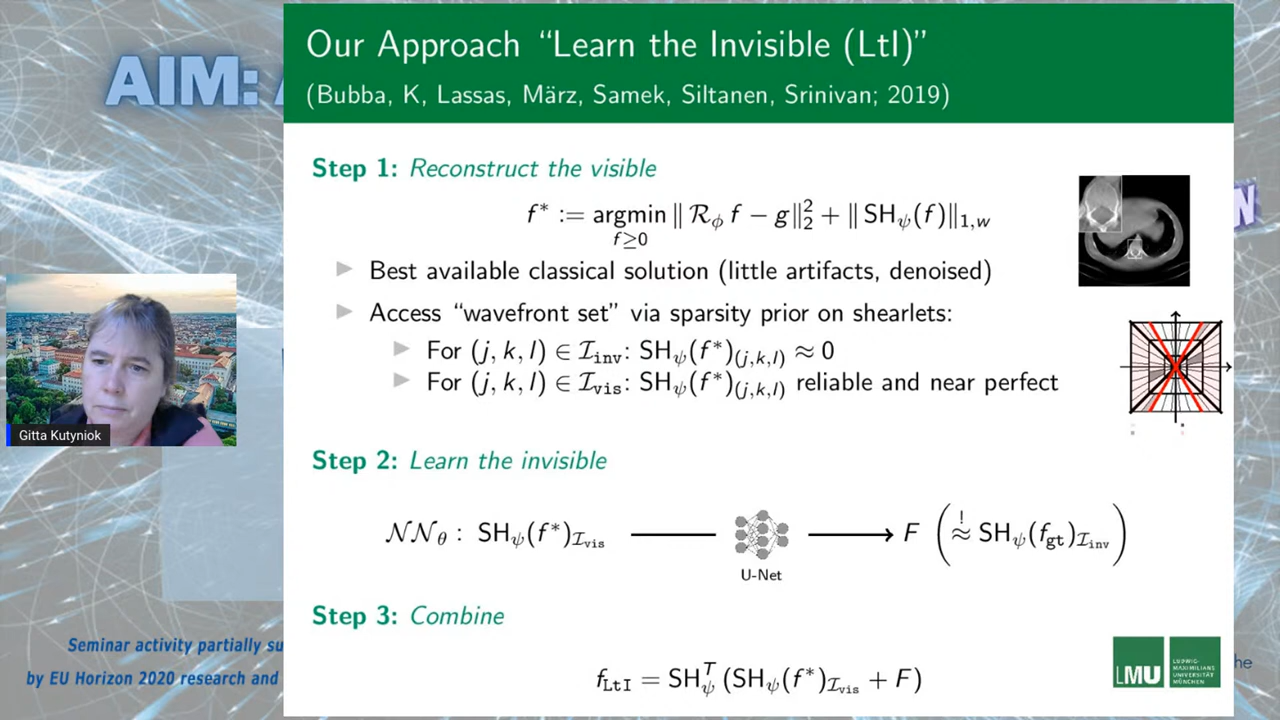 Our Approach “Learn the Invisible (LtI)”
(Bubba, K, Lassas, März, Samek, Siltanen, Srinivan; 2019)
AIM: A
N
Step 1: Reconstruct the visible
f* := argmin ‖ R_ϕ f − g‖₂² + ‖ SH_ψ(f)‖_{1,w}
f≥0
▶ Best available classical solution (little artifacts, denoised)
▶ Access “wavefront set” via sparsity prior on shearlets:
▶ For (j, k, l) ∈ I_inv: SH_ψ(f*)_(j,k,l) ≈ 0
▶ For (j, k, l) ∈ I_vis: SH_ψ(f*)_(j,k,l) reliable and near perfect
Gitta Kutyniok
Step 2: Learn the invisible
NN_θ : SH_ψ(f*)_{I_vis} ⟶ F ( ≈! SH_ψ(f_gt)_{I_inv} )
U-Net
Step 3: Combine
f_LtI = SH_ψ^T (SH_ψ(f*)_{I_vis} + F)
LMU LUDWIG-
MAXIMILIANS
UNIVERSITÄT
MÜNCHEN
Seminar activity partially su
by EU Horizon 2020 research and
he